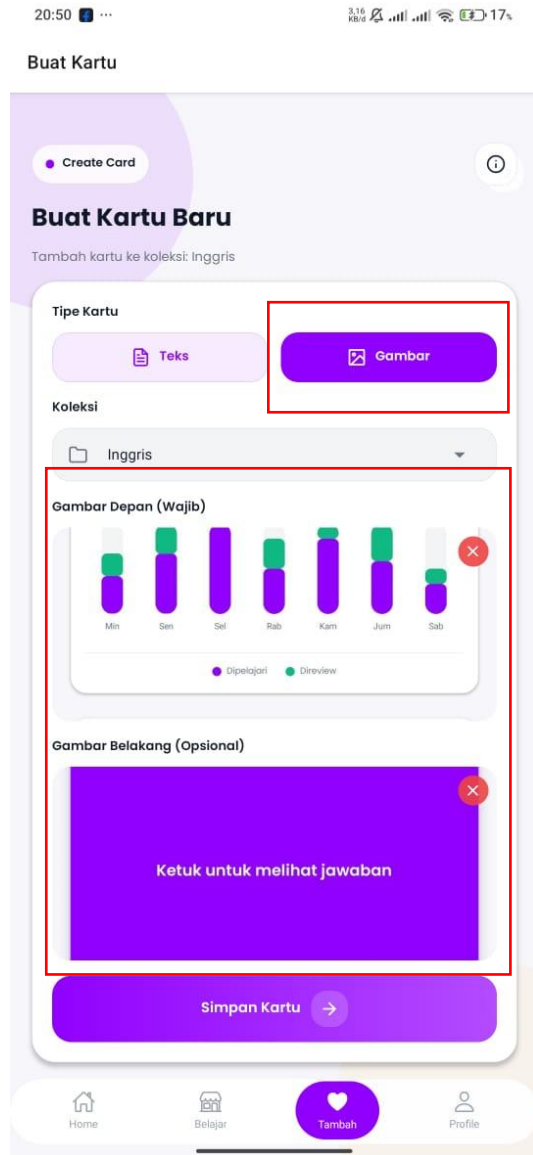 20:50
3,16
KB/d
17%
Buat Kartu
Create Card
Buat Kartu Baru
Tambah kartu ke koleksi: Inggris
Tipe Kartu
Teks
Gambar
Koleksi
Inggris
Gambar Depan (Wajib)
Min Sen Sel Rab Kam Jum Sab
Dipelajari Direview
Gambar Belakang (Opsional)
Ketuk untuk melihat jawaban
Simpan Kartu
Home Belajar Tambah Profile